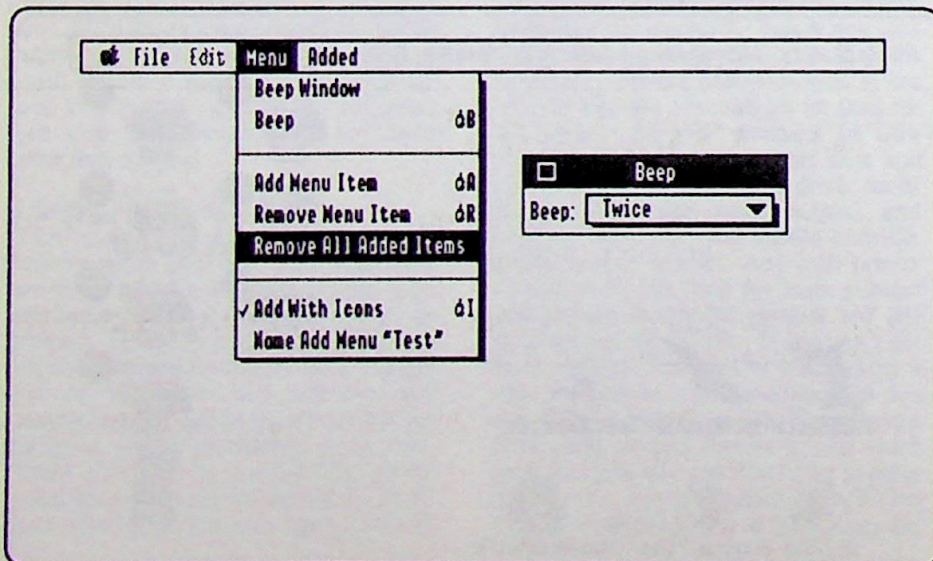 File Edit Menu Added
Beep Window
Beep B
Add Menu Item A
Remove Menu Item R
Remove All Added Items
✓ Add With Icons I
Name Add Menu "Test"
Beep
Beep: Twice